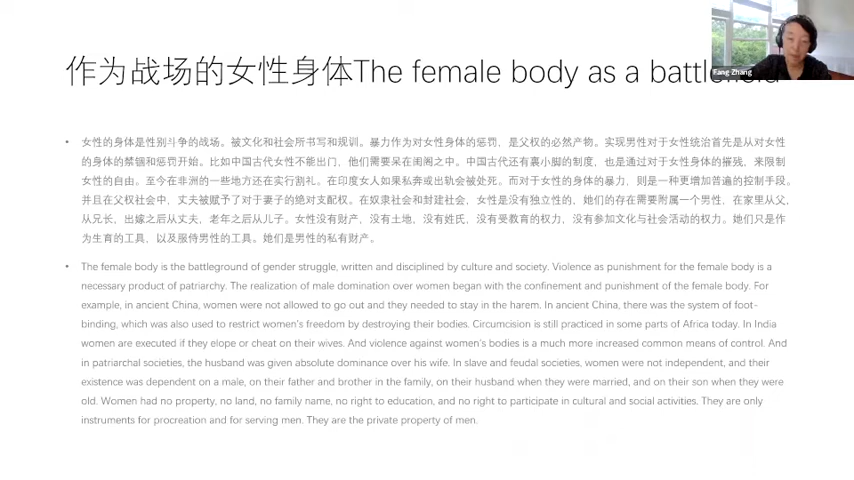 作为战场的女性身体The female body as a battlefield
Fang Zhang
• 女性的身体是性别斗争的战场。被文化和社会所书写和规训。暴力作为对女性身体的惩罚，是父权的必然产物。实现男性对于女性统治首先是从对女性
的身体的禁锢和惩罚开始。比如中国古代女性不能出门，他们需要呆在闺阁之中。中国古代还有裹小脚的制度，也是通过对于女性身体的摧残，来限制
女性的自由。至今在非洲的一些地方还在实行割礼。在印度女人如果私奔或出轨会被处死。而对于女性的身体的暴力，则是一种更增加普遍的控制手段。
并且在父权社会中，丈夫被赋予了对于妻子的绝对支配权。在奴隶社会和封建社会，女性是没有独立性的，她们的存在需要附属一个男性，在家里从父，
从兄长，出嫁之后从丈夫，老年之后从儿子。女性没有财产，没有土地，没有姓氏，没有受教育的权力，没有参加文化与社会活动的权力。她们只是作
为生育的工具，以及服侍男性的工具。她们是男性的私有财产。
• The female body is the battleground of gender struggle, written and disciplined by culture and society. Violence as punishment for the female body is a
necessary product of patriarchy. The realization of male domination over women began with the confinement and punishment of the female body. For
example, in ancient China, women were not allowed to go out and they needed to stay in the harem. In ancient China, there was the system of foot-
binding, which was also used to restrict women's freedom by destroying their bodies. Circumcision is still practiced in some parts of Africa today. In India
women are executed if they elope or cheat on their wives. And violence against women's bodies is a much more increased common means of control. And
in patriarchal societies, the husband was given absolute dominance over his wife. In slave and feudal societies, women were not independent, and their
existence was dependent on a male, on their father and brother in the family, on their husband when they were married, and on their son when they were
old. Women had no property, no land, no family name, no right to education, and no right to participate in cultural and social activities. They are only
instruments for procreation and for serving men. They are the private property of men.